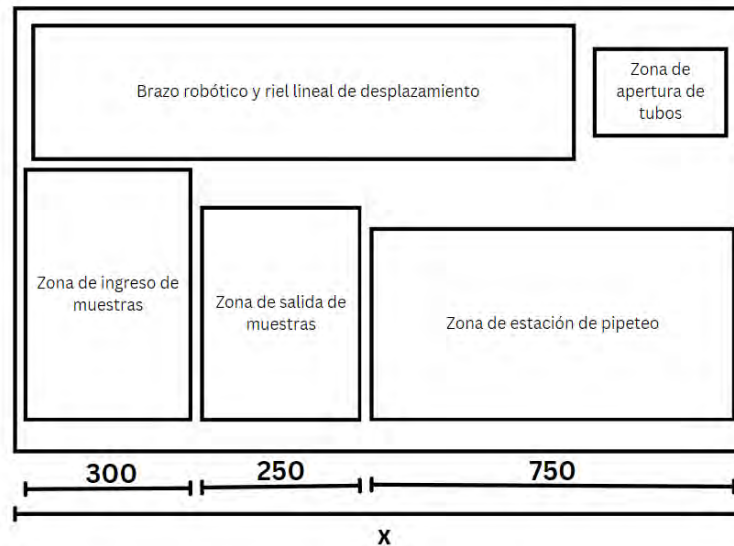 Brazo robótico y riel lineal de desplazamiento
Zona de
apertura de
tubos
Zona de ingreso de
muestras
Zona de salida de
muestras
Zona de estación de pipeteo
300
250
750
x